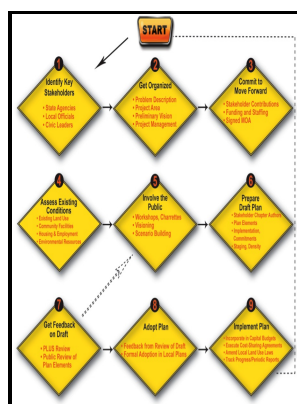 START
1
Identify Key
Stakeholders
• State Agencies
• Local Officials
• Civic Leaders
2
Get Organized
• Problem Description
• Project Area
• Preliminary Vision
• Project Management
3
Commit to
Move Forward
• Stakeholder Contributions
• Funding and Staffing
• Signed MOA
4
Assess Existing
Conditions
• Existing Land Use
• Community Facilities
• Housing & Employment
• Environmental Resources
5
Involve the
Public
• Workshops, Charrettes
• Visioning
• Scenario Building
6
Prepare
Draft Plan
• Stakeholder Chapter Authors
• Plan Elements
• Implementation,
Commitments
• Staging, Density
7
Get Feedback
on Draft
• PLUS Review
• Public Review of
Plan Elements
8
Adopt Plan
• Feedback from Review of Draft
• Formal Adoption in Local Plans
9
Implement Plan
• Incorporate in Capital Budgets
• Execute Cost-Sharing Agreements
• Amend Local Land Use Laws
• Track Progress/Periodic Reports